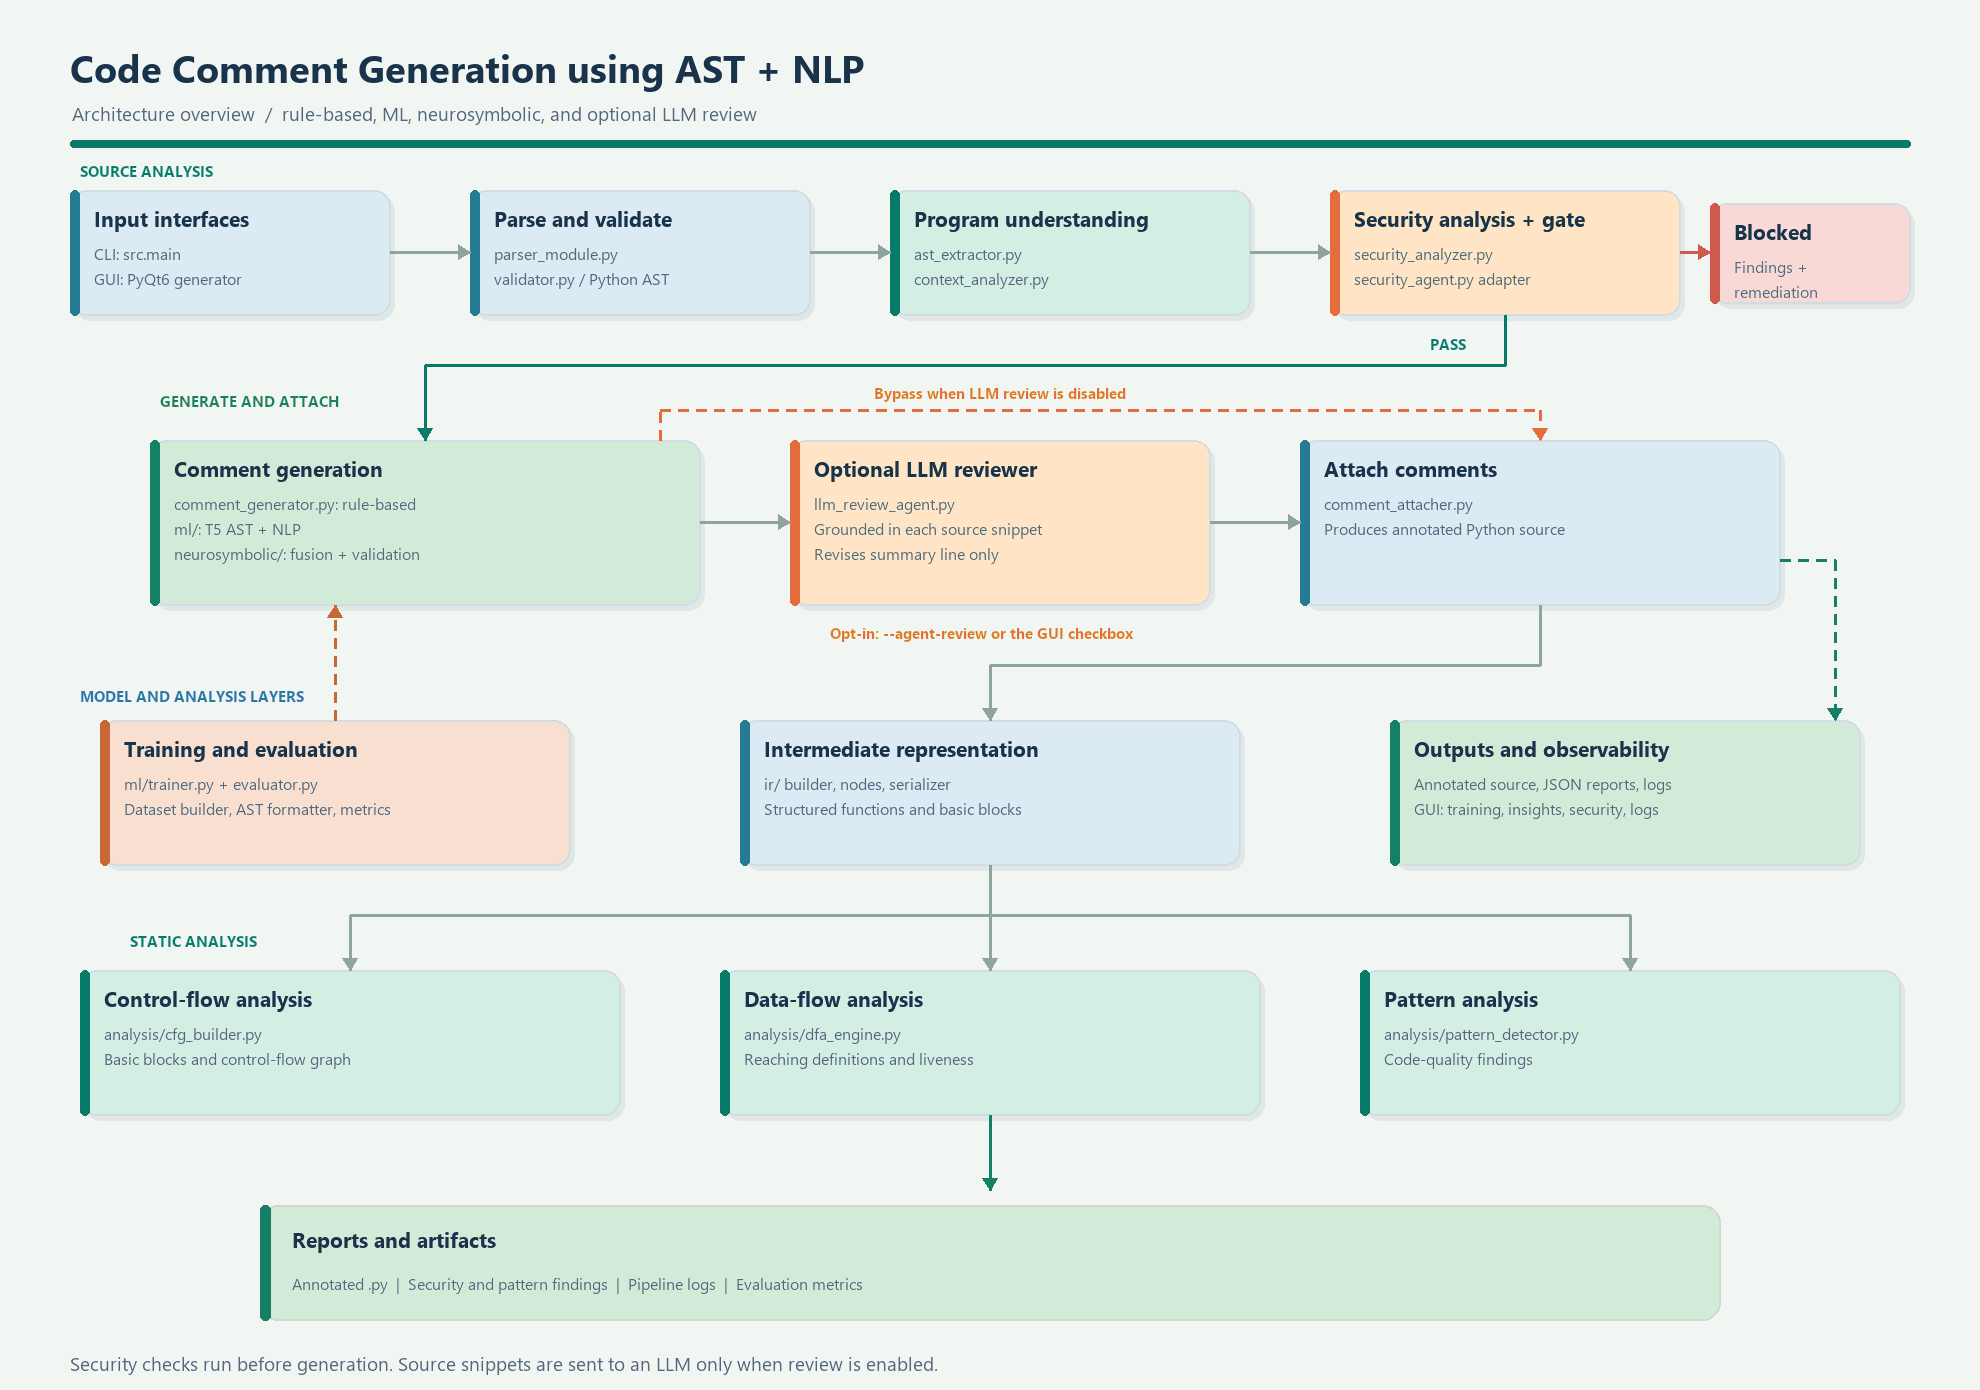 Code Comment Generation using AST + NLP
Architecture overview / rule-based, ML, neurosymbolic, and optional LLM review
SOURCE ANALYSIS
Input interfaces
CLI: src.main
GUI: PyQt6 generator
Parse and validate
parser_module.py
validator.py / Python AST
Program understanding
ast_extractor.py
context_analyzer.py
Security analysis + gate
security_analyzer.py
security_agent.py adapter
Blocked
Findings +
remediation
PASS
GENERATE AND ATTACH
Bypass when LLM review is disabled
Comment generation
comment_generator.py: rule-based
ml/: T5 AST + NLP
neurosymbolic/: fusion + validation
Optional LLM reviewer
llm_review_agent.py
Grounded in each source snippet
Revises summary line only
Attach comments
comment_attacher.py
Produces annotated Python source
Opt-in: --agent-review or the GUI checkbox
MODEL AND ANALYSIS LAYERS
Training and evaluation
ml/trainer.py + evaluator.py
Dataset builder, AST formatter, metrics
Intermediate representation
ir/ builder, nodes, serializer
Structured functions and basic blocks
Outputs and observability
Annotated source, JSON reports, logs
GUI: training, insights, security, logs
STATIC ANALYSIS
Control-flow analysis
analysis/cfg_builder.py
Basic blocks and control-flow graph
Data-flow analysis
analysis/dfa_engine.py
Reaching definitions and liveness
Pattern analysis
analysis/pattern_detector.py
Code-quality findings
Reports and artifacts
Annotated .py | Security and pattern findings | Pipeline logs | Evaluation metrics
Security checks run before generation. Source snippets are sent to an LLM only when review is enabled.